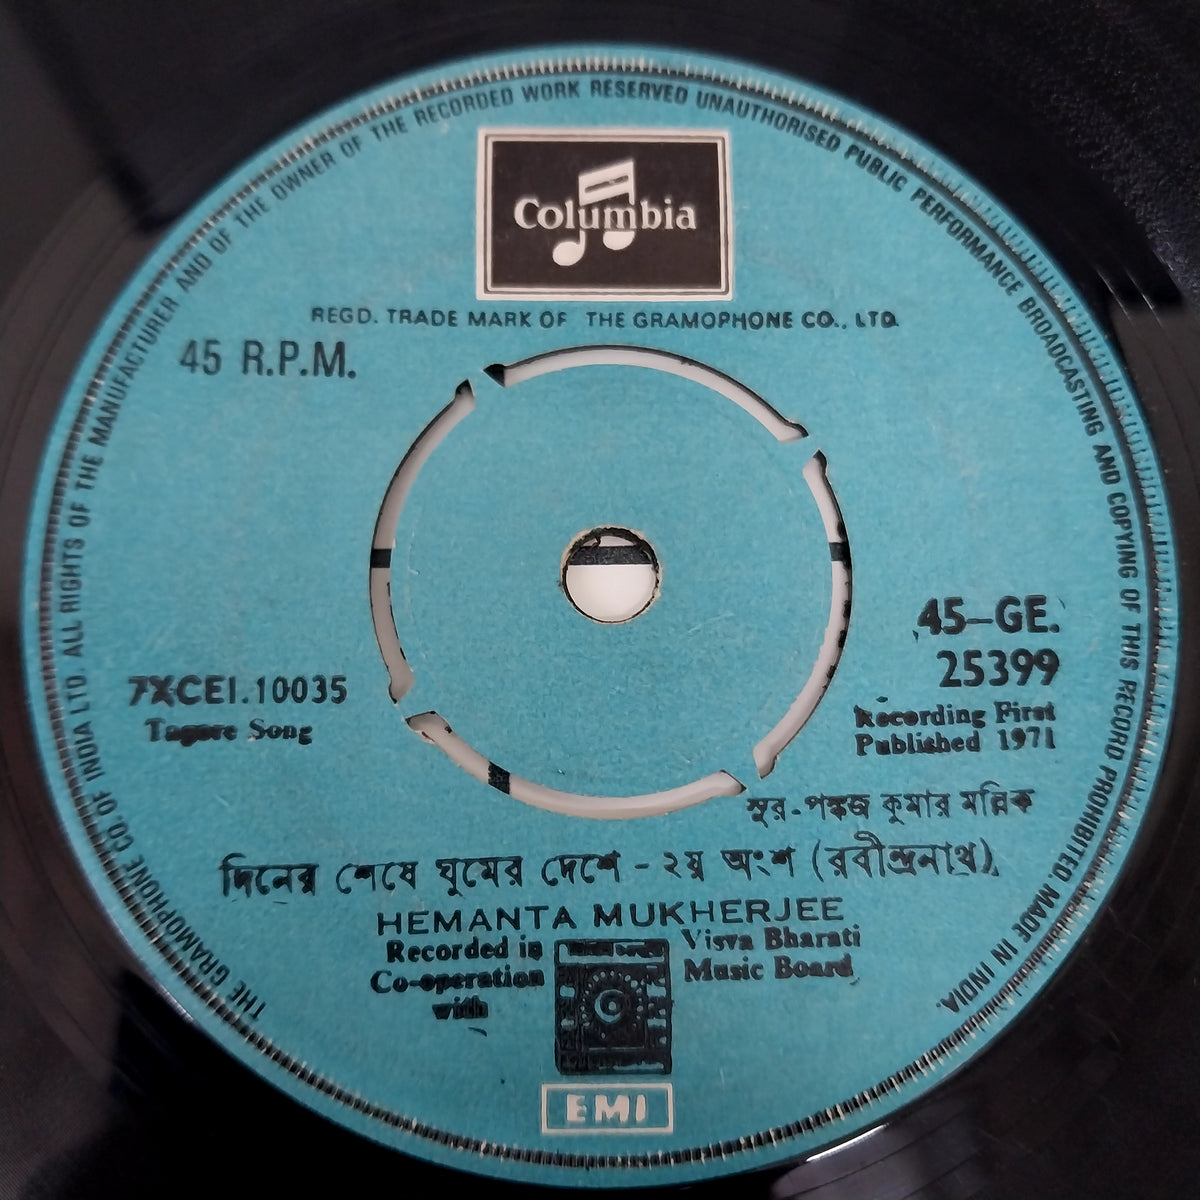 THE GRAMOPHONE CO. OF INDIA LTD. ALL RIGHTS OF THE MANUFACTURER AND OF THE OWNER OF THE RECORDED WORK RESERVED UNAUTHORISED PUBLIC PERFORMANCE BROADCASTING AND COPYING OF THIS RECORD PROHIBITED MADE IN INDIA.
Columbia
REGD. TRADE MARK OF THE GRAMOPHONE CO., LTD.
45 R.P.M.
45-GE.
25399
Recording First
Published 1971
7XCEI.10035
Tagore Song
সুর-পঙ্কজ কুমার মল্লিক
দিনের শেষে ঘুমের দেশে - ২য় অংশ (রবীন্দ্রনাথ)
HEMANTA MUKHERJEE
Recorded in
Co-operation
with
Visva Bharati
Music Board
EMI